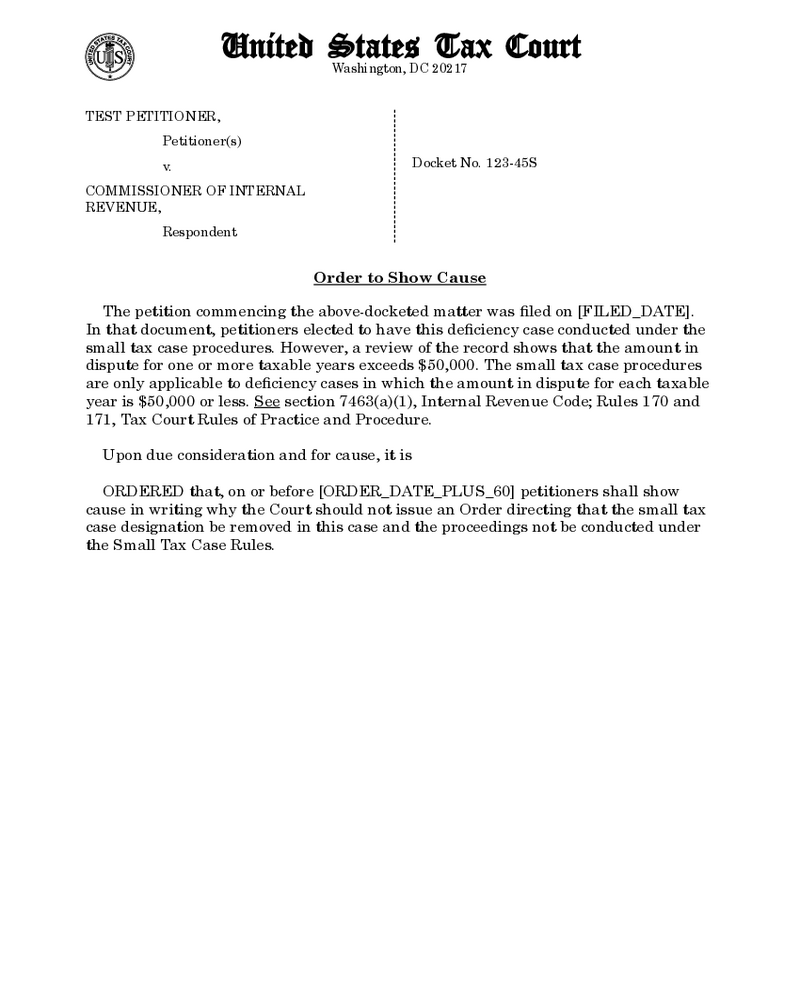 UNITED STATES TAX COURT
US
United States Tax Court
Washington, DC 20217
TEST PETITIONER,
Petitioner(s)
v.
COMMISSIONER OF INTERNAL
REVENUE,
Respondent
Docket No. 123-45S
Order to Show Cause
The petition commencing the above-docketed matter was filed on [FILED_DATE].
In that document, petitioners elected to have this deficiency case conducted under the
small tax case procedures. However, a review of the record shows that the amount in
dispute for one or more taxable years exceeds $50,000. The small tax case procedures
are only applicable to deficiency cases in which the amount in dispute for each taxable
year is $50,000 or less. See section 7463(a)(1), Internal Revenue Code; Rules 170 and
171, Tax Court Rules of Practice and Procedure.
Upon due consideration and for cause, it is
ORDERED that, on or before [ORDER_DATE_PLUS_60] petitioners shall show
cause in writing why the Court should not issue an Order directing that the small tax
case designation be removed in this case and the proceedings not be conducted under
the Small Tax Case Rules.